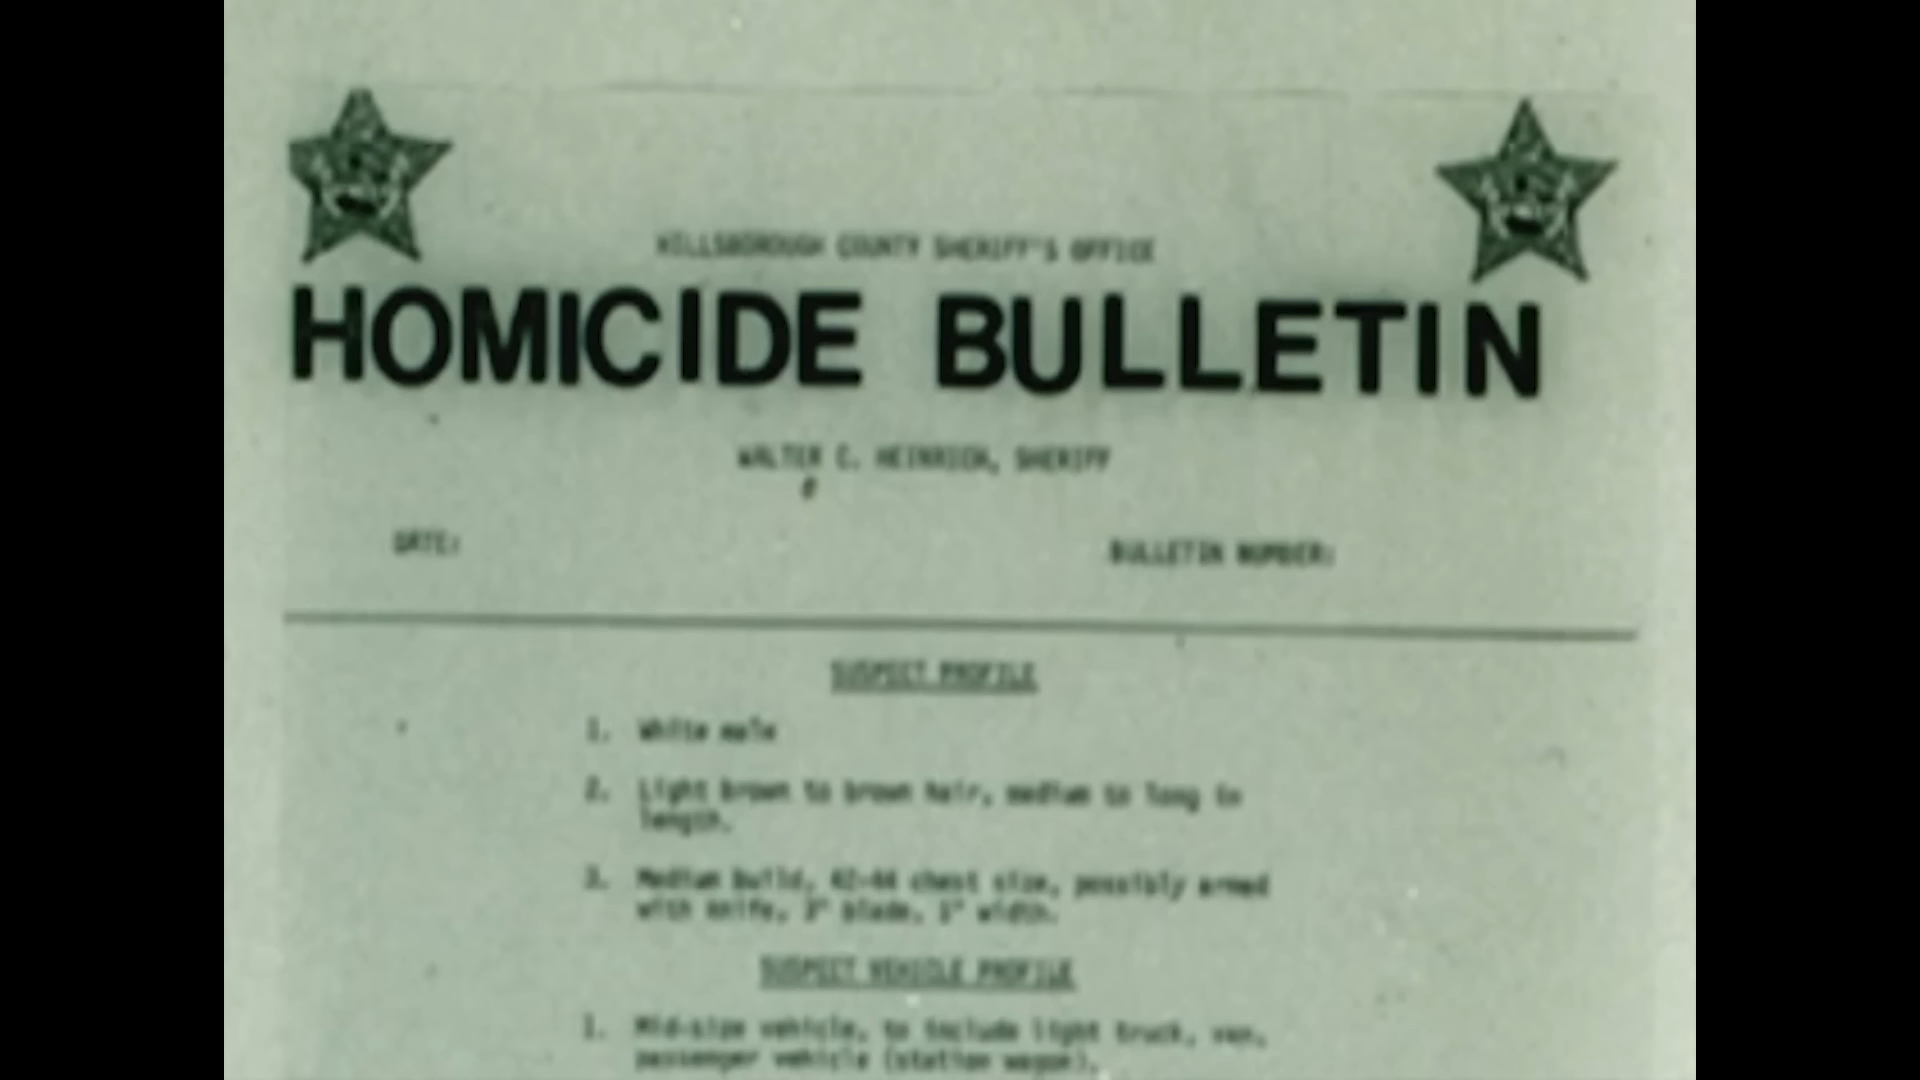 HILLSBOROUGH COUNTY SHERIFF'S OFFICE
HOMICIDE BULLETIN
WALTER C. HEINRICH, SHERIFF
DATE:
BULLETIN NUMBER:
SUSPECT PROFILE
1. White male
2. Light brown to brown hair, medium to long in
length.
3. Medium build, 42-44 chest size, possibly armed
with knife, 3" blade, 1" width.
SUSPECT VEHICLE PROFILE
1. Mid-size vehicle, to include light truck, van,
passenger vehicle (station wagon).